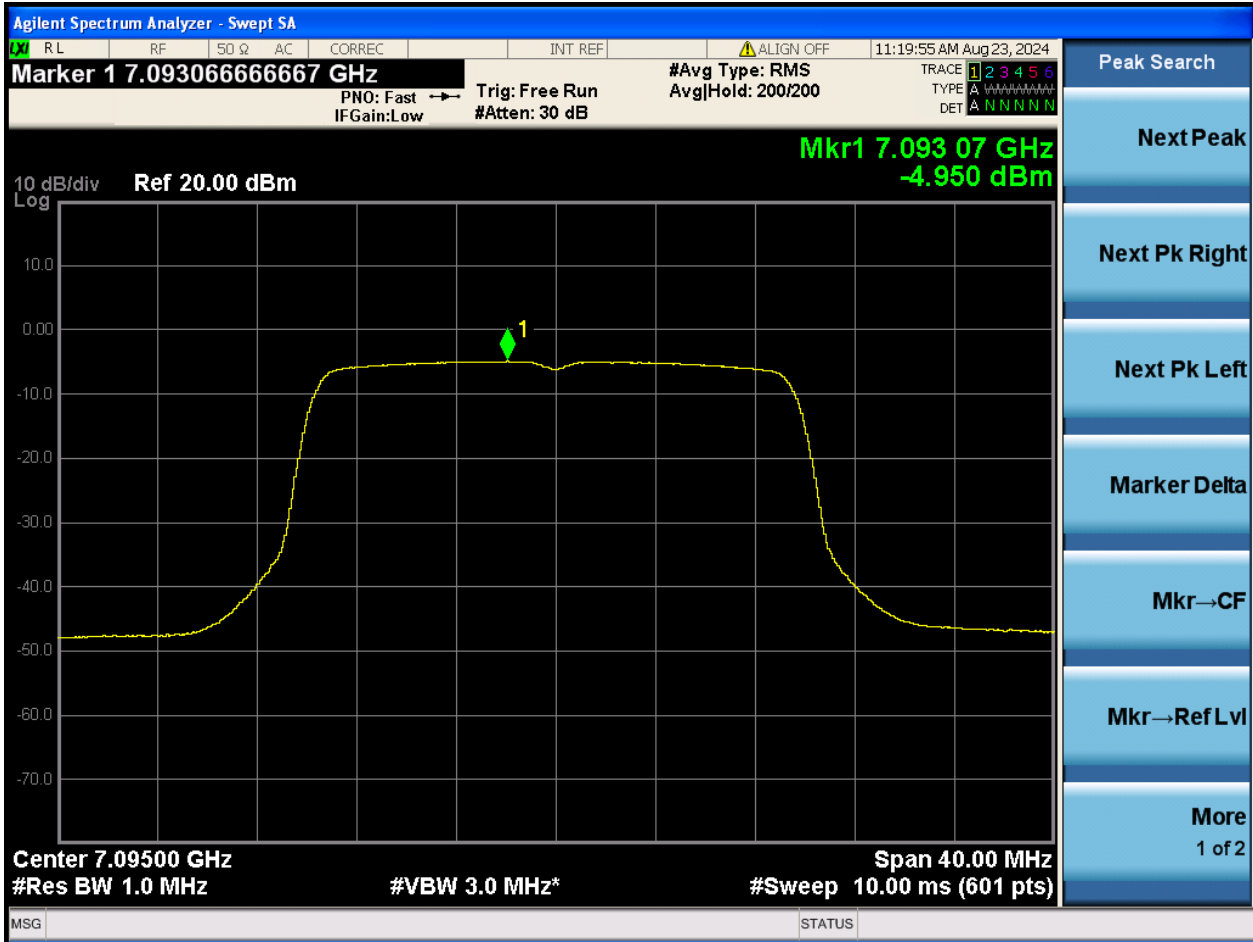 Agilent Spectrum Analyzer - Swept SA
LXI RL RF 50 Ω AC CORREC INT REF ALIGN OFF 11:19:55 AM Aug 23, 2024
Marker 1 7.093066666667 GHz
PNO: Fast
IFGain:Low
Trig: Free Run
#Atten: 30 dB
#Avg Type: RMS
Avg|Hold: 200/200
TRACE 1 2 3 4 5 6
TYPE A WWWWWW
DET A N N N N N
Peak Search
Mkr1 7.093 07 GHz
-4.950 dBm
10 dB/div Ref 20.00 dBm
Log
10.0
0.00
-10.0
-20.0
-30.0
-40.0
-50.0
-60.0
-70.0
1
Center 7.09500 GHz Span 40.00 MHz
#Res BW 1.0 MHz #VBW 3.0 MHz* #Sweep 10.00 ms (601 pts)
Next Peak
Next Pk Right
Next Pk Left
Marker Delta
Mkr→CF
Mkr→Ref Lvl
More
1 of 2
MSG STATUS